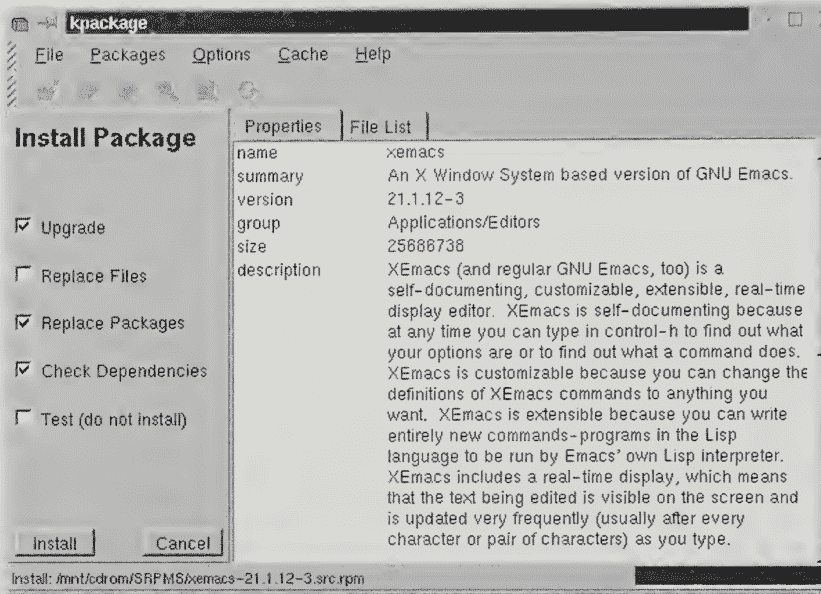 kpackage
File Packages Options Cache Help
Install Package
Upgrade
Replace Files
Replace Packages
Check Dependencies
Test (do not install)
Install Cancel
Properties File List
name xemacs
summary An X Window System based version of GNU Emacs.
version 21.1.12-3
group Applications/Editors
size 25686738
description XEmacs (and regular GNU Emacs, too) is a
self-documenting, customizable, extensible, real-time
display editor. XEmacs is self-documenting because
at any time you can type in control-h to find out what
your options are or to find out what a command does.
XEmacs is customizable because you can change the
definitions of XEmacs commands to anything you
want. XEmacs is extensible because you can write
entirely new commands-programs in the Lisp
language to be run by Emacs' own Lisp interpreter.
XEmacs includes a real-time display, which means
that the text being edited is visible on the screen and
is updated very frequently (usually after every
character or pair of characters) as you type.
Install: /mnt/cdrom/SRPMS/xemacs-21.1.12-3.src.rpm